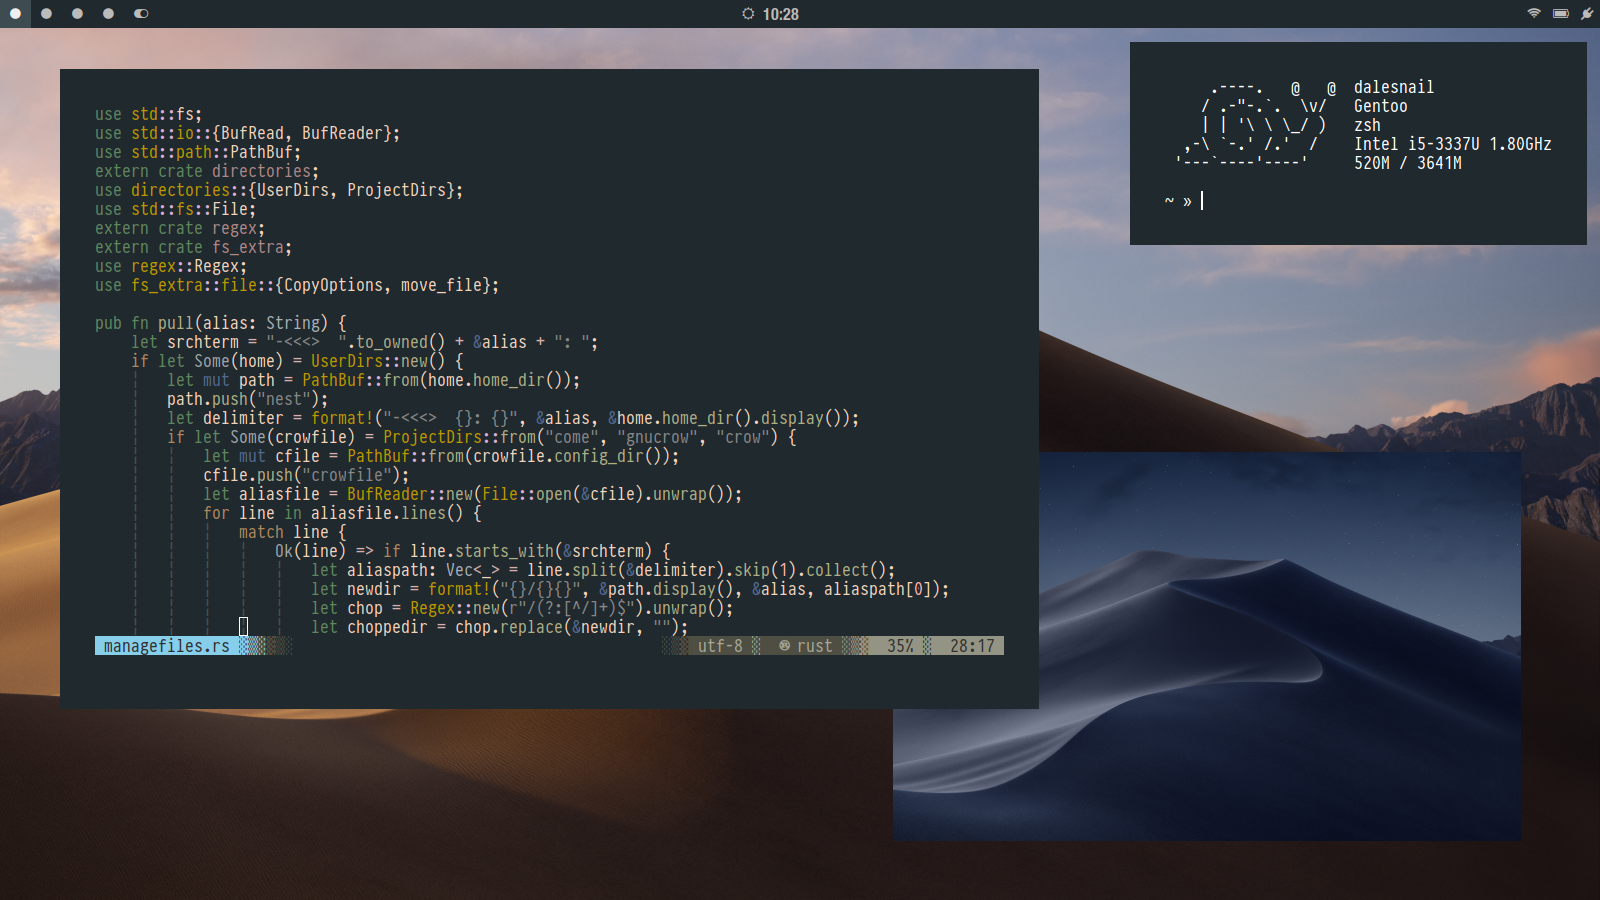 10:28
use std::fs;
use std::io::{BufRead, BufReader};
use std::path::PathBuf;
extern crate directories;
use directories::{UserDirs, ProjectDirs};
use std::fs::File;
extern crate regex;
extern crate fs_extra;
use regex::Regex;
use fs_extra::file::{CopyOptions, move_file};
pub fn pull(alias: String) {
    let srchterm = "-<<<>  ".to_owned() + &alias + ": ";
    if let Some(home) = UserDirs::new() {
        let mut path = PathBuf::from(home.home_dir());
        path.push("nest");
        let delimiter = format!("-<<<>  {}: {}", &alias, &home.home_dir().display());
        if let Some(crowfile) = ProjectDirs::from("come", "gnucrow", "crow") {
            let mut cfile = PathBuf::from(crowfile.config_dir());
            cfile.push("crowfile");
            let aliasfile = BufReader::new(File::open(&cfile).unwrap());
            for line in aliasfile.lines() {
                match line {
                    Ok(line) => if line.starts_with(&srchterm) {
                        let aliaspath: Vec<_> = line.split(&delimiter).skip(1).collect();
                        let newdir = format!("{}/{}{}", &path.display(), &alias, aliaspath[0]);
                        let chop = Regex::new(r"/(?:[^/]+)$").unwrap();
                        let choppedir = chop.replace(&newdir, "");
managefiles.rs utf-8 rust 35% 28:17
    .----.   @   @  dalesnail
   / .-"-.`.  \v/   Gentoo
   | | '\ \ \_/ )   zsh
 ,-\ `-.' /.'  /    Intel i5-3337U 1.80GHz
'---`----'----'     520M / 3641M
~ »